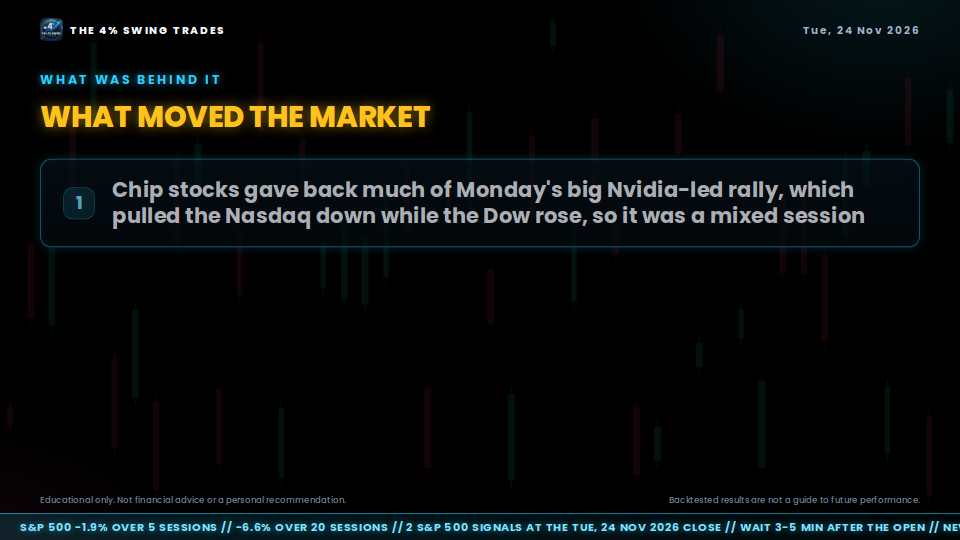 THE 4% SWING TRADES
Tue, 24 Nov 2026
WHAT WAS BEHIND IT
WHAT MOVED THE MARKET
1
Chip stocks gave back much of Monday's big Nvidia-led rally, which
pulled the Nasdaq down while the Dow rose, so it was a mixed session
Educational only. Not financial advice or a personal recommendation.
Backtested results are not a guide to future performance.
S&P 500 -1.9% OVER 5 SESSIONS // -6.6% OVER 20 SESSIONS // 2 S&P 500 SIGNALS AT THE TUE, 24 NOV 2026 CLOSE // WAIT 3-5 MIN AFTER THE OPEN //